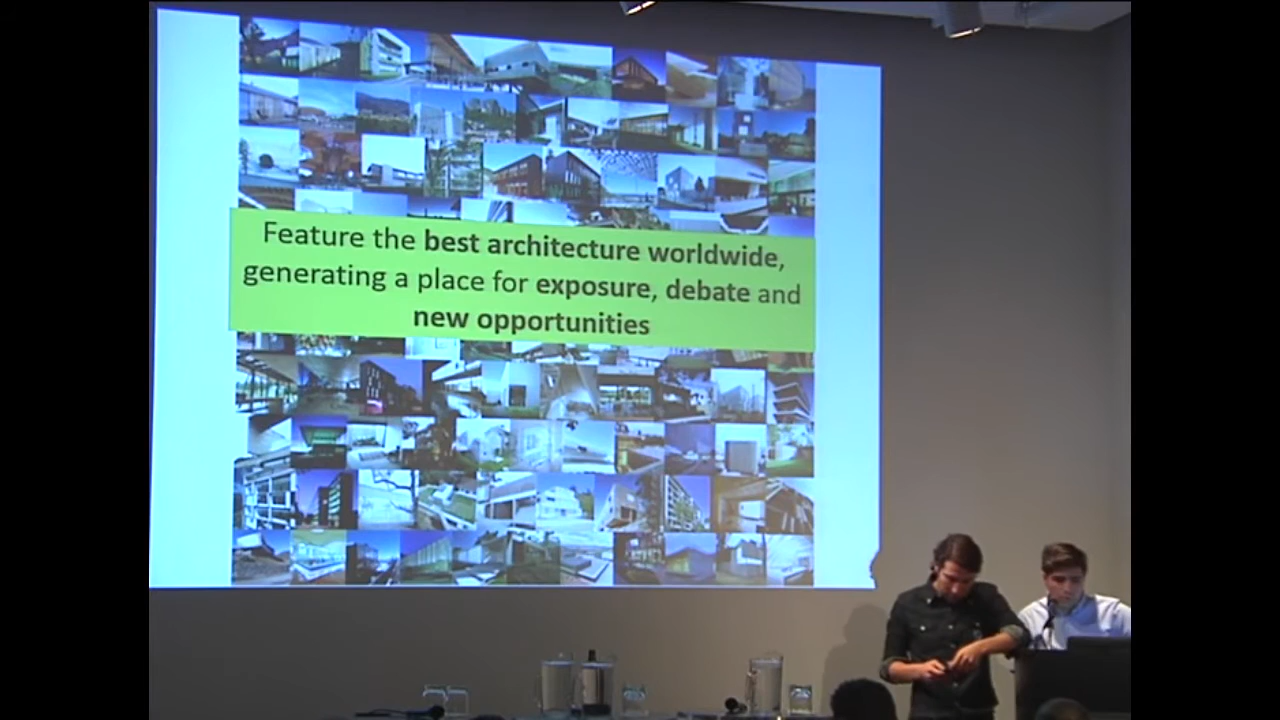 Feature the best architecture worldwide,
generating a place for exposure, debate and
new opportunities